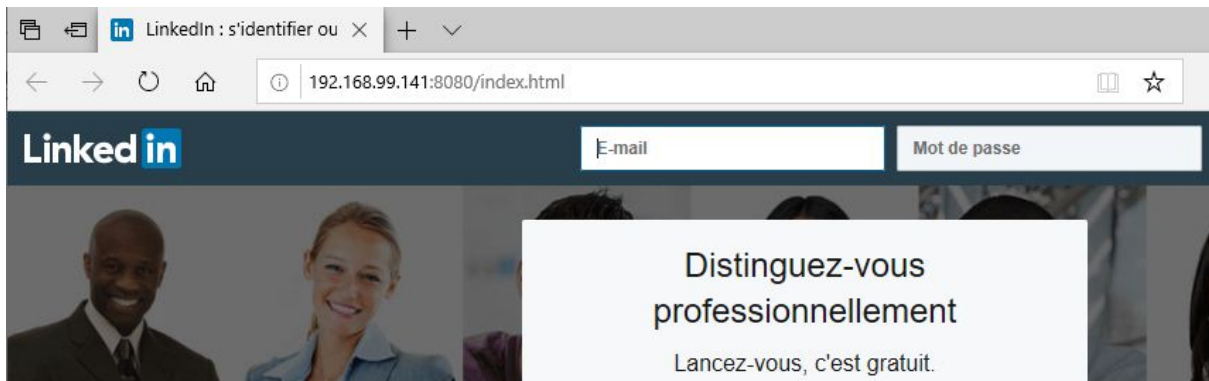 LinkedIn : s'identifier ou
192.168.99.141:8080/index.html
Linked in
E-mail
Mot de passe
Distinguez-vous
professionnellement
Lancez-vous, c'est gratuit.